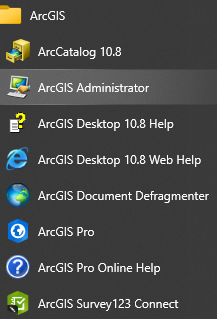 ArcGIS
ArcCatalog 10.8
ArcGIS Administrator
ArcGIS Desktop 10.8 Help
ArcGIS Desktop 10.8 Web Help
ArcGIS Document Defragmenter
ArcGIS Pro
ArcGIS Pro Online Help
ArcGIS Survey123 Connect